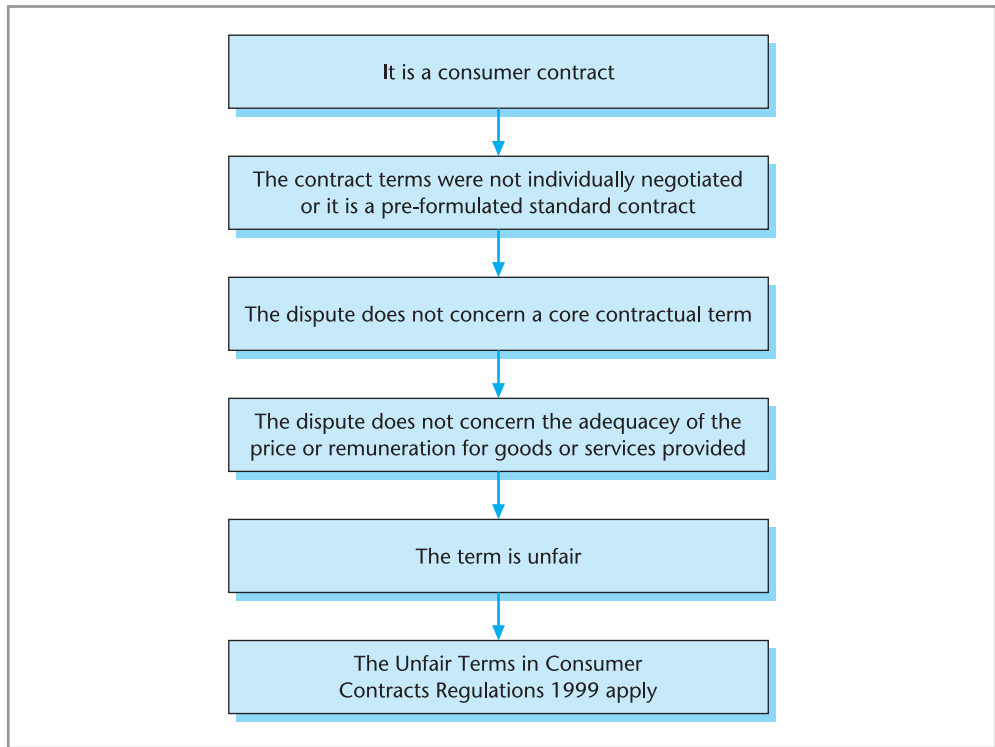 It is a consumer contract
The contract terms were not individually negotiated
or it is a pre-formulated standard contract
The dispute does not concern a core contractual term
The dispute does not concern the adequacey of the
price or remuneration for goods or services provided
The term is unfair
The Unfair Terms in Consumer
Contracts Regulations 1999 apply